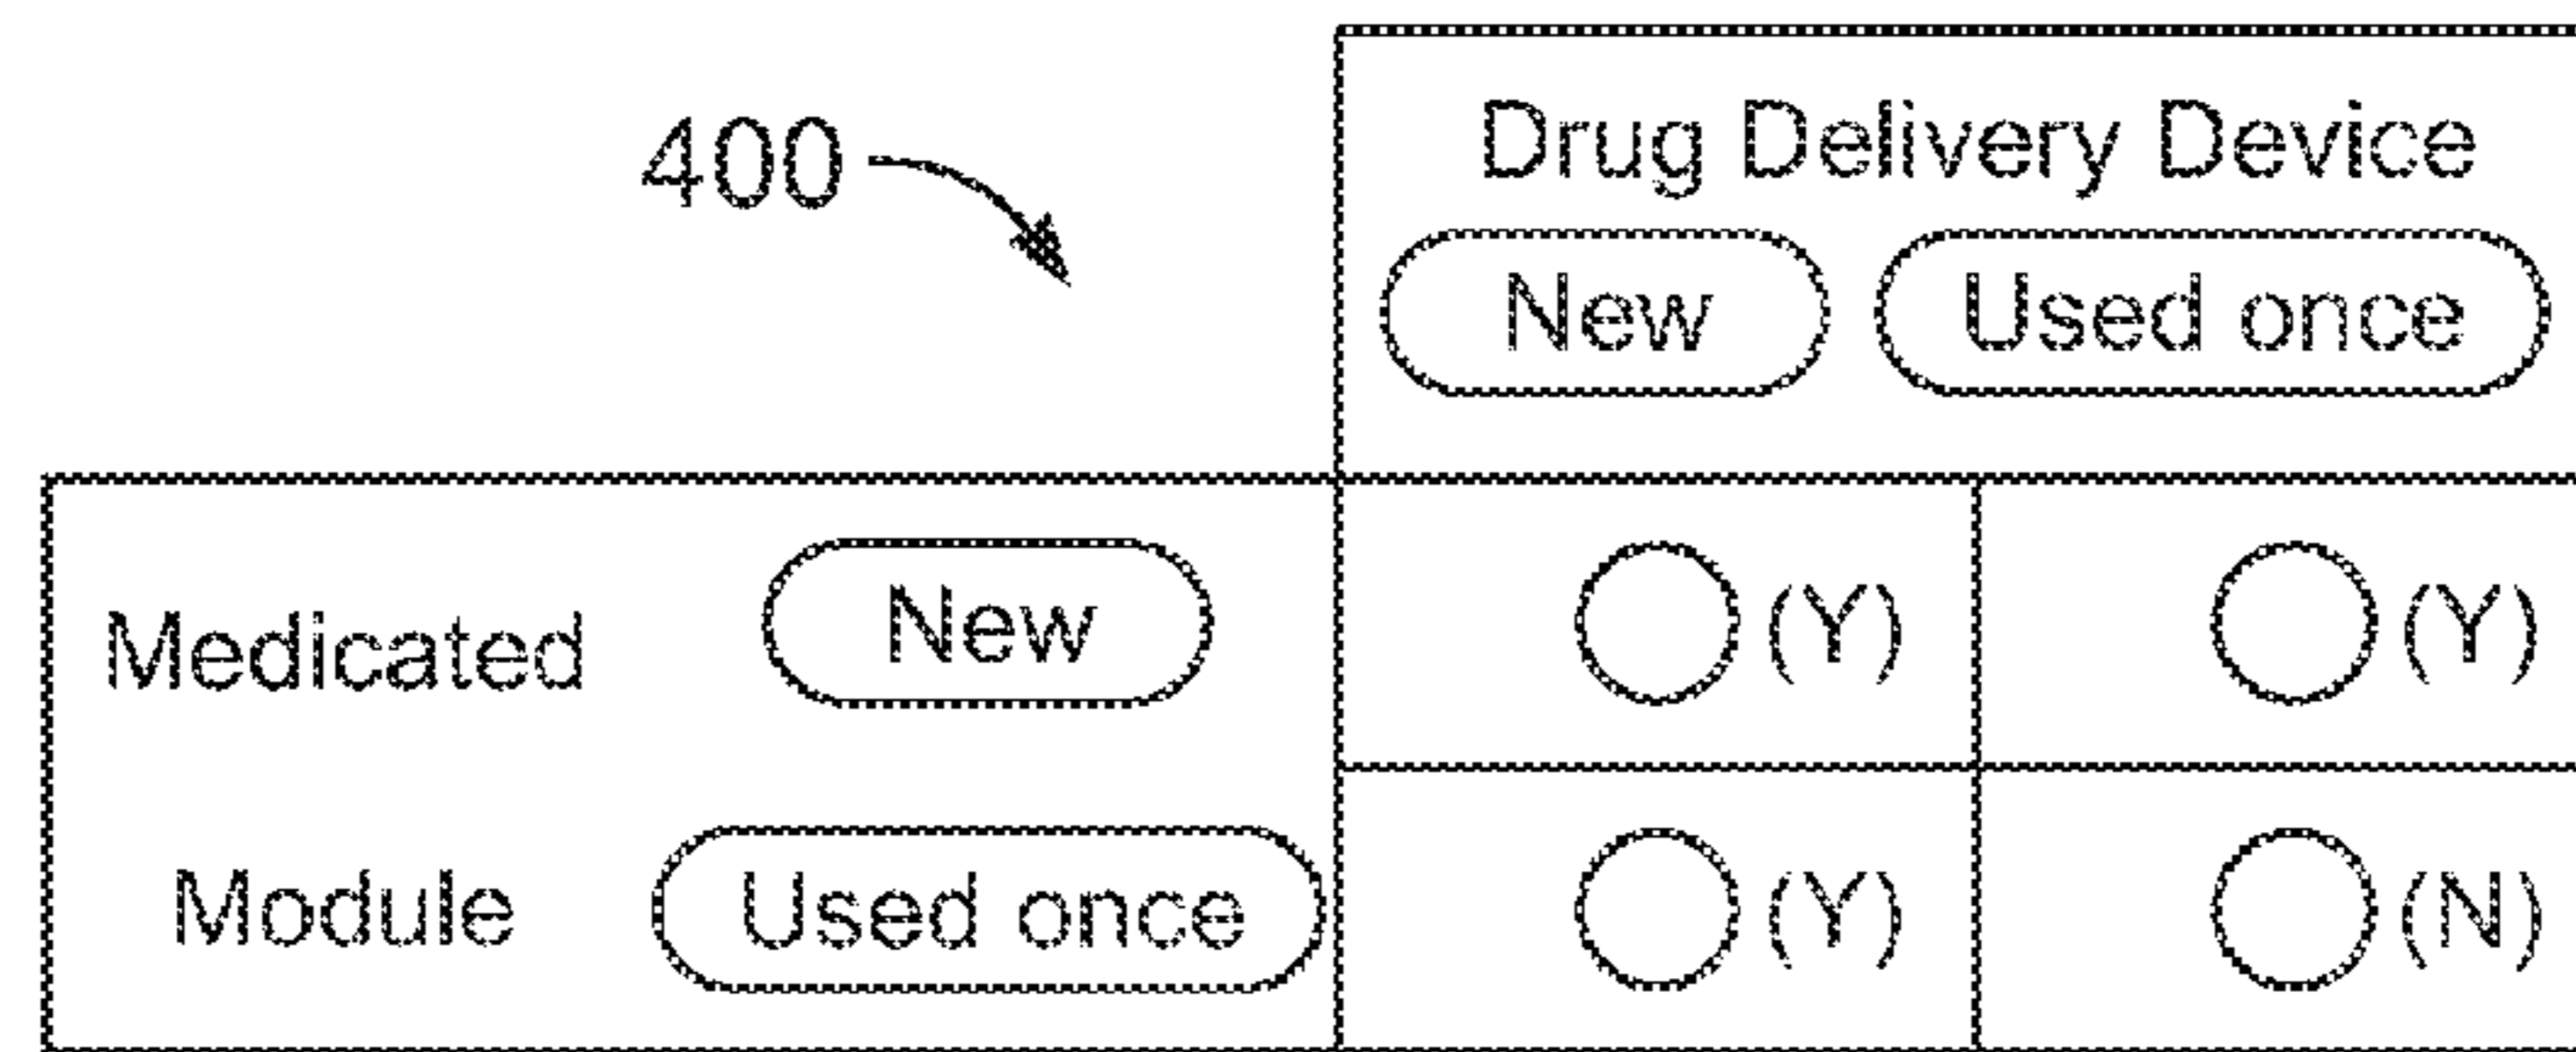 400
Drug Delivery Device
New Used once
Medicated New (Y) (Y)
Module Used once (Y) (N)